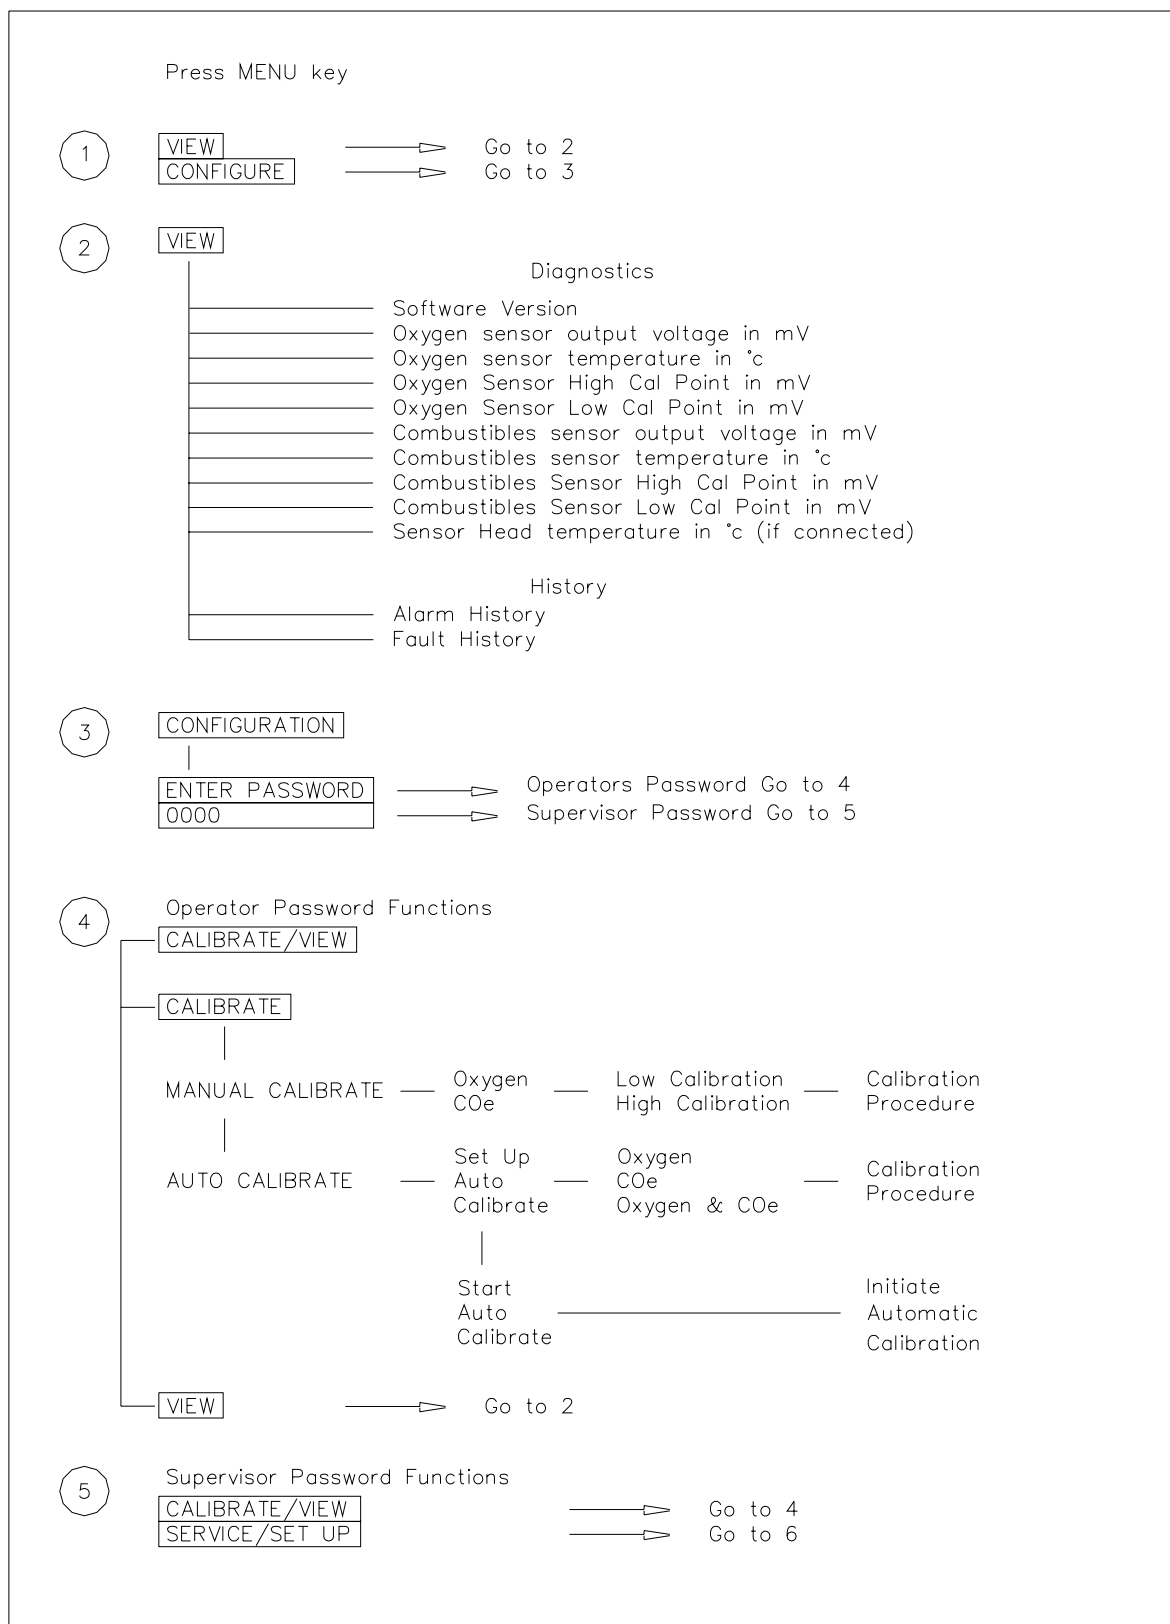 Press MENU key
1
VIEW Go to 2
CONFIGURE Go to 3
2
VIEW
Diagnostics
Software Version
Oxygen sensor output voltage in mV
Oxygen sensor temperature in °c
Oxygen Sensor High Cal Point in mV
Oxygen Sensor Low Cal Point in mV
Combustibles sensor output voltage in mV
Combustibles sensor temperature in °c
Combustibles Sensor High Cal Point in mV
Combustibles Sensor Low Cal Point in mV
Sensor Head temperature in °c (if connected)
History
Alarm History
Fault History
3
CONFIGURATION
ENTER PASSWORD Operators Password Go to 4
0000 Supervisor Password Go to 5
4
Operator Password Functions
CALIBRATE/VIEW
CALIBRATE
MANUAL CALIBRATE
Oxygen
COe
Low Calibration
High Calibration
Calibration
Procedure
AUTO CALIBRATE
Set Up
Auto
Calibrate
Oxygen
COe
Oxygen & COe
Calibration
Procedure
Start
Auto
Calibrate
Initiate
Automatic
Calibration
VIEW Go to 2
5
Supervisor Password Functions
CALIBRATE/VIEW Go to 4
SERVICE/SET UP Go to 6